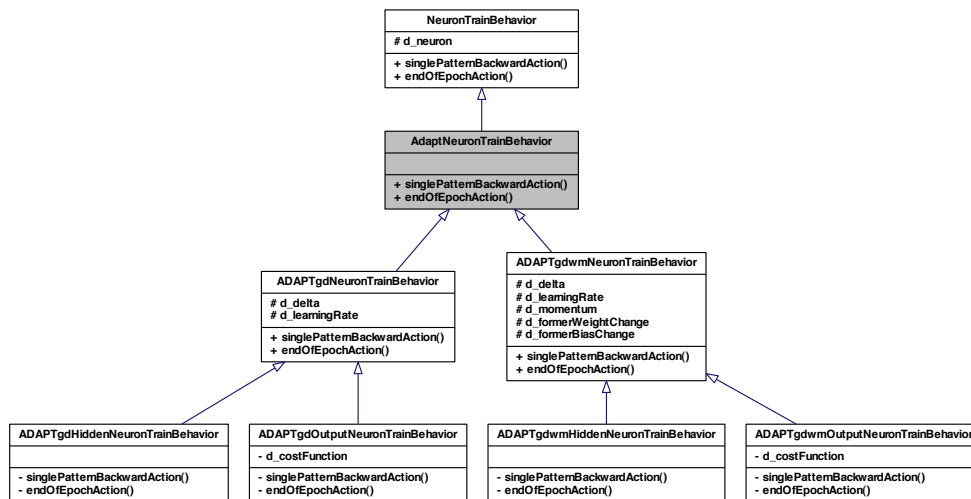 NeuronTrainBehavior
# d_neuron
+ singlePatternBackwardAction()
+ endOfEpochAction()
AdaptNeuronTrainBehavior
+ singlePatternBackwardAction()
+ endOfEpochAction()
ADAPTgdNeuronTrainBehavior
# d_delta
# d_learningRate
+ singlePatternBackwardAction()
+ endOfEpochAction()
ADAPTgdwmNeuronTrainBehavior
# d_delta
# d_learningRate
# d_momentum
# d_formerWeightChange
# d_formerBiasChange
+ singlePatternBackwardAction()
+ endOfEpochAction()
ADAPTgdHiddenNeuronTrainBehavior
- singlePatternBackwardAction()
- endOfEpochAction()
ADAPTgdOutputNeuronTrainBehavior
- d_costFunction
- singlePatternBackwardAction()
- endOfEpochAction()
ADAPTgdwmHiddenNeuronTrainBehavior
- singlePatternBackwardAction()
- endOfEpochAction()
ADAPTgdwmOutputNeuronTrainBehavior
- d_costFunction
- singlePatternBackwardAction()
- endOfEpochAction()